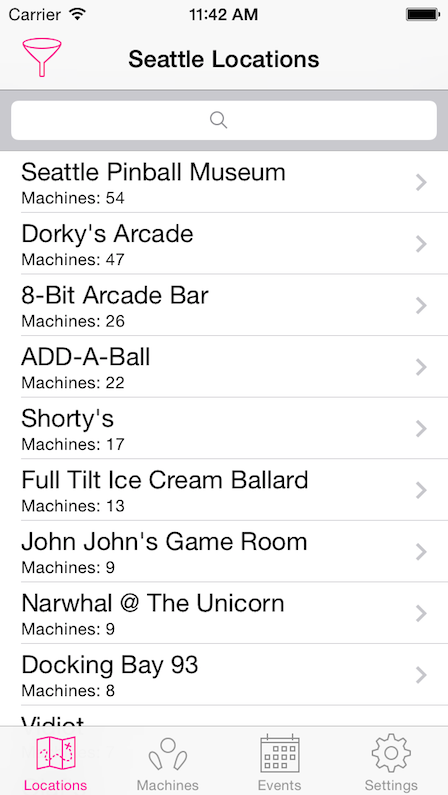 Carrier 11:42 AM
Seattle Locations
Seattle Pinball Museum
Machines: 54
Dorky's Arcade
Machines: 47
8-Bit Arcade Bar
Machines: 26
ADD-A-Ball
Machines: 22
Shorty's
Machines: 17
Full Tilt Ice Cream Ballard
Machines: 13
John John's Game Room
Machines: 9
Narwhal @ The Unicorn
Machines: 9
Docking Bay 93
Machines: 8
Vidiot
Locations Machines Events Settings